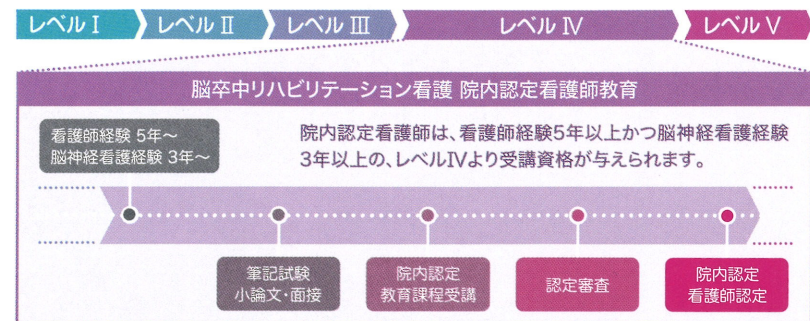 レベルⅠ レベルⅡ レベルⅢ レベルⅣ レベルⅤ
脳卒中リハビリテーション看護 院内認定看護師教育
看護師経験 5年～
脳神経看護経験 3年～
院内認定看護師は、看護師経験5年以上かつ脳神経看護経験
3年以上の、レベルⅣより受講資格が与えられます。
筆記試験
小論文・面接
院内認定
教育課程受講
認定審査
院内認定
看護師認定